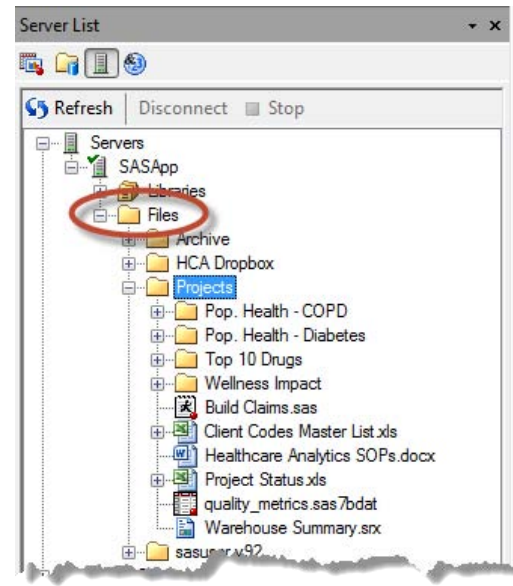 Server List
Refresh Disconnect Stop
Servers
SASApp
Libraries
Files
Archive
HCA Dropbox
Projects
Pop. Health - COPD
Pop. Health - Diabetes
Top 10 Drugs
Wellness Impact
Build Claims.sas
Client Codes Master List.xls
Healthcare Analytics SOPs.docx
Project Status.xls
quality_metrics.sas7bdat
Warehouse Summary.srx
sasuser.v92